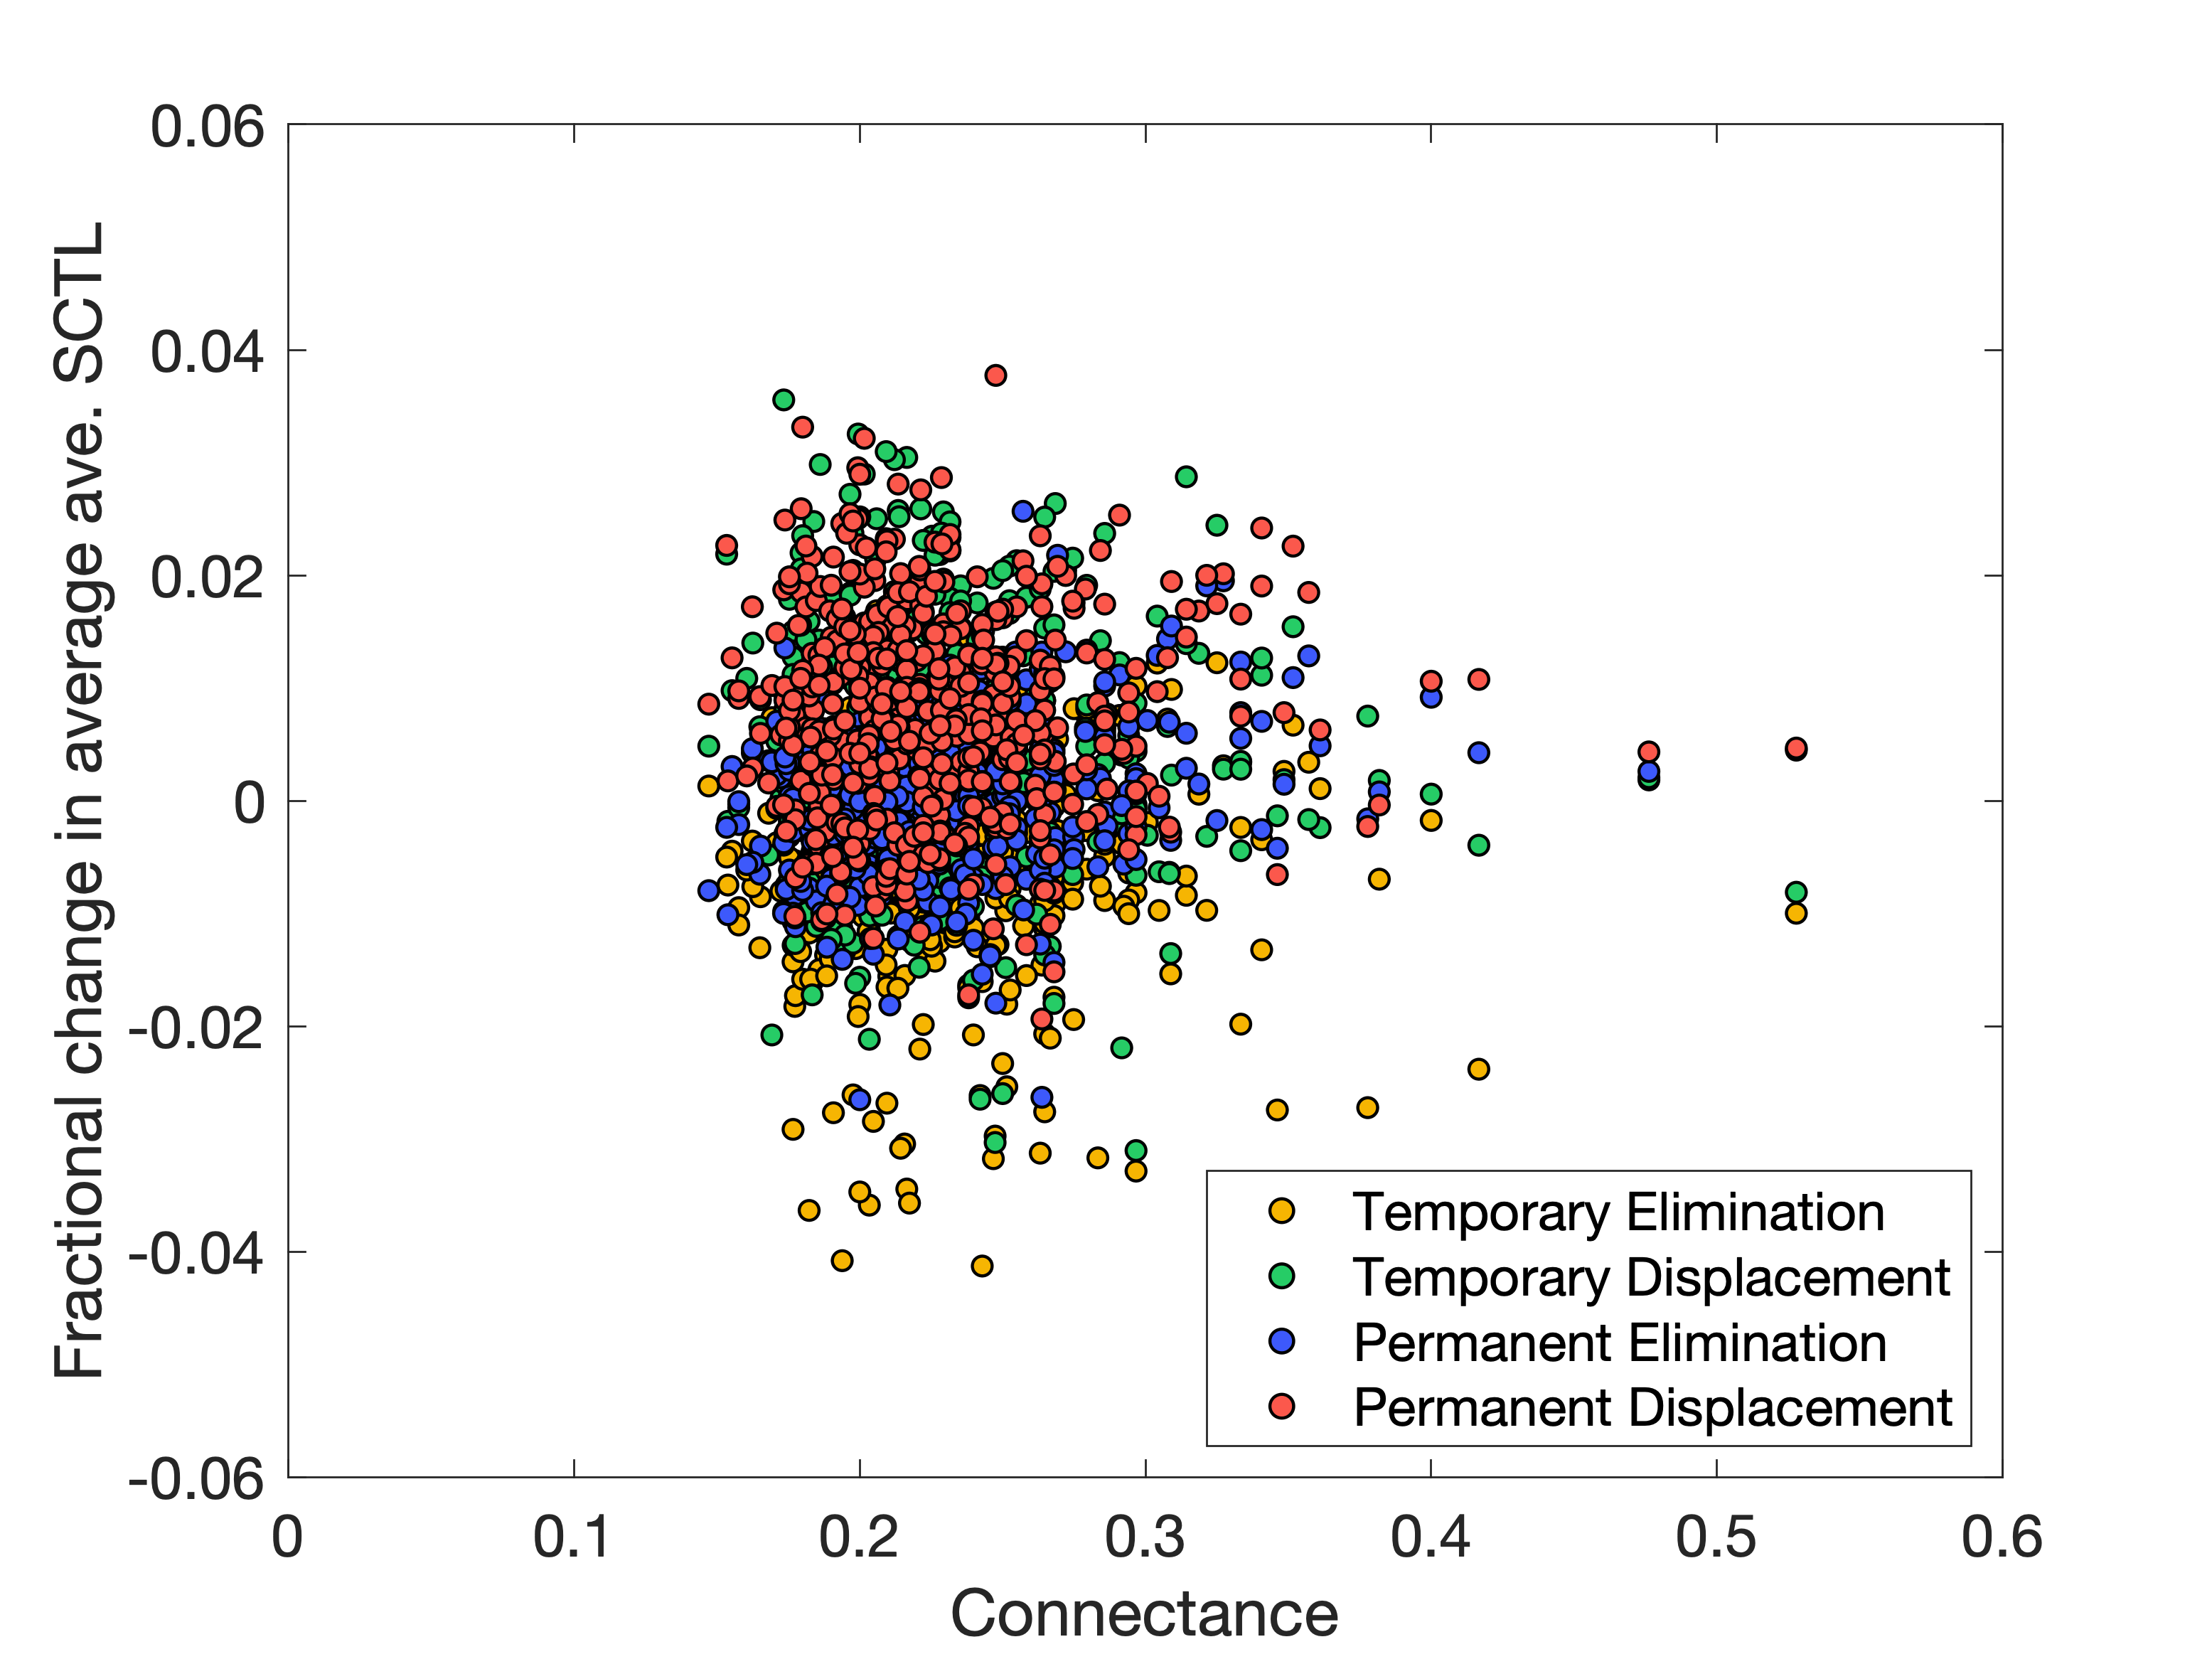 0.06
0.04
0.02
0
-0.02
-0.04
-0.06
Fractional change in average ave. SCTL
0
0.1
0.2
0.3
0.4
0.5
0.6
Connectance
Temporary Elimination
Temporary Displacement
Permanent Elimination
Permanent Displacement